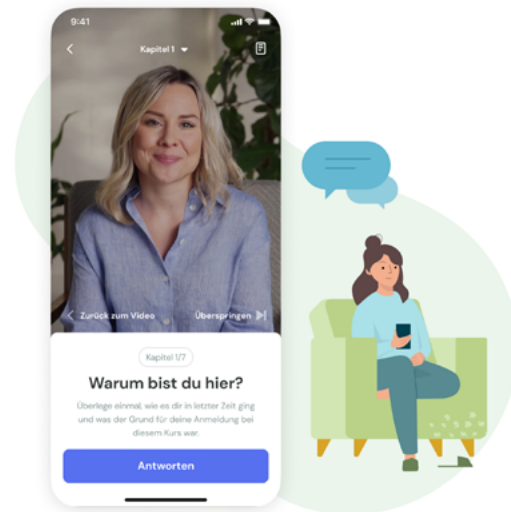 9:41
Kapitel 1
Zurück zum Video
Überspringen
Kapitel 1/7
Warum bist du hier?
Überlege einmal, wie es dir in letzter Zeit ging
und was der Grund für deine Anmeldung bei
diesem Kurs war.
Antworten